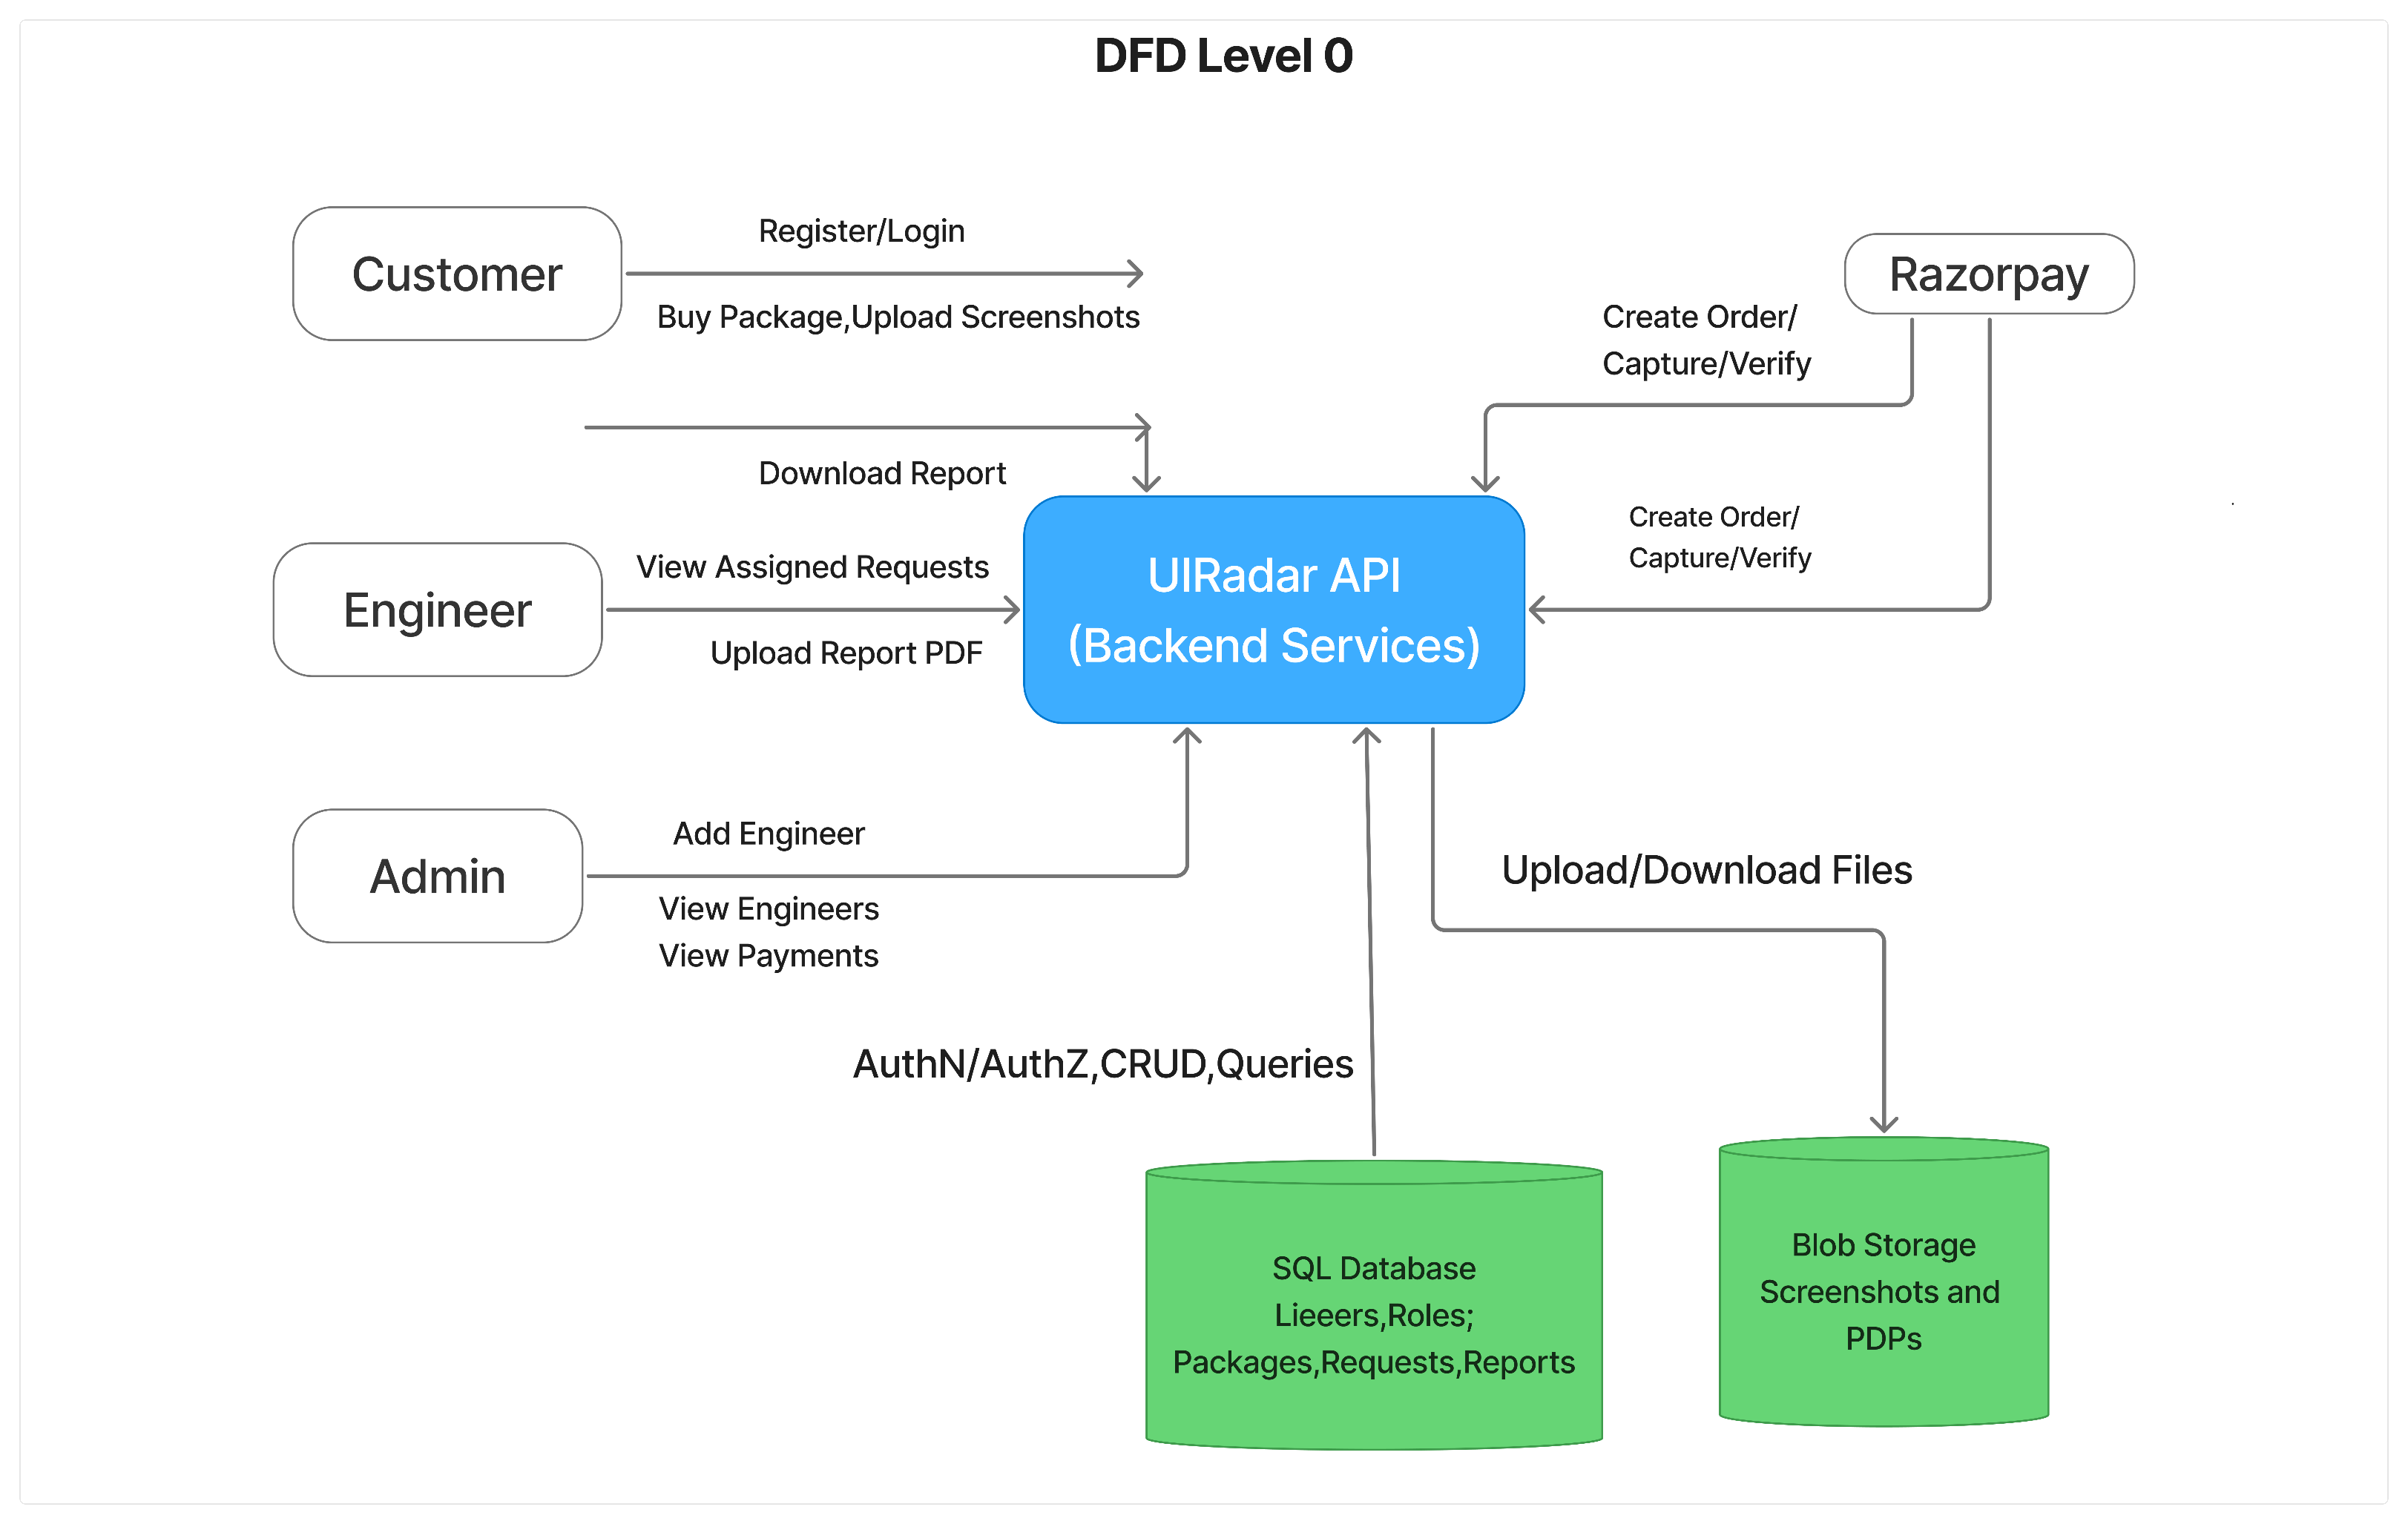 DFD Level 0
Customer
Register/Login
Buy Package,Upload Screenshots
Razorpay
Create Order/
Capture/Verify
Download Report
Engineer
View Assigned Requests
Upload Report PDF
UIRadar API
(Backend Services)
Create Order/
Capture/Verify
Admin
Add Engineer
View Engineers
View Payments
Upload/Download Files
AuthN/AuthZ,CRUD,Queries
SQL Database
Lieeers,Roles;
Packages,Requests,Reports
Blob Storage
Screenshots and
PDPs